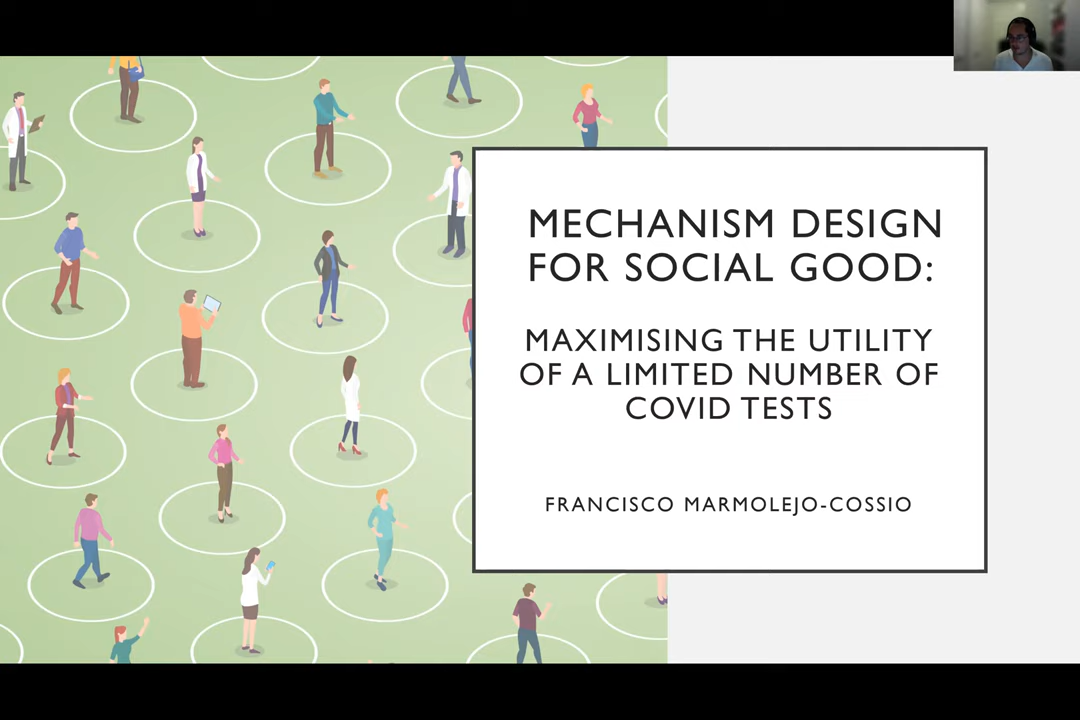 MECHANISM DESIGN
FOR SOCIAL GOOD:
MAXIMISING THE UTILITY
OF A LIMITED NUMBER OF
COVID TESTS
FRANCISCO MARMOLEJO-COSSIO